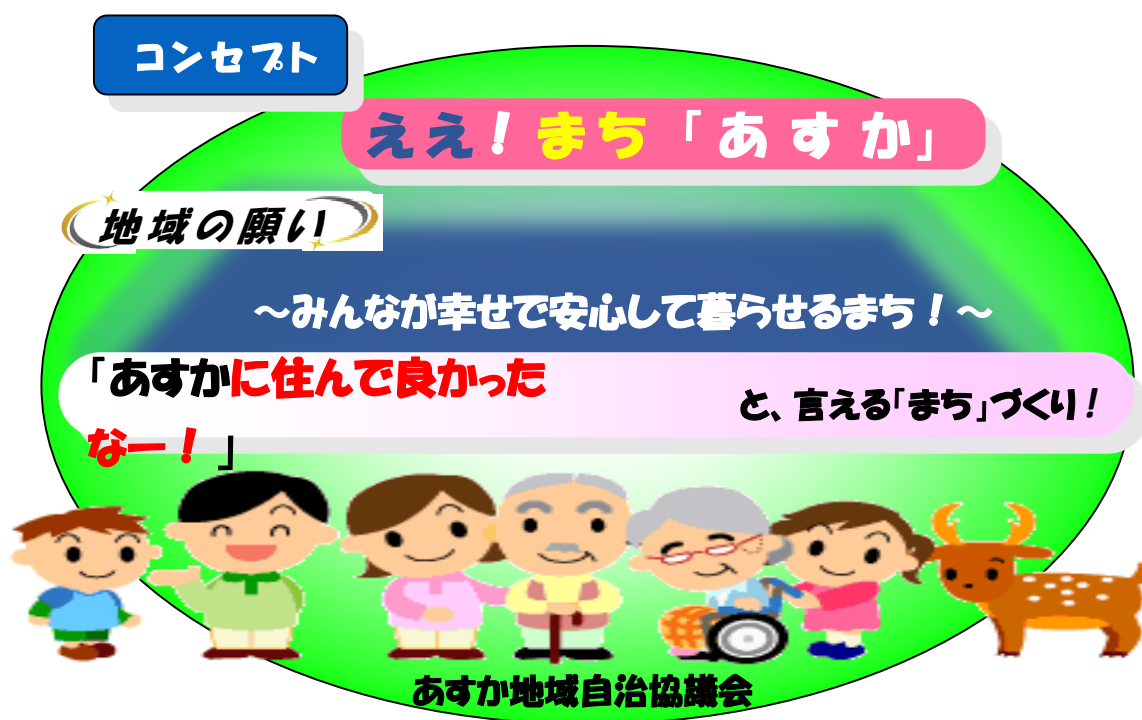 コンセプト
ええ！まち「あすか」
地域の願い
～みんなが幸せで安心して暮らせるまち！～
「あすかに住んで良かった
なー！」
と、言える「まち」づくり！
あすか地域自治協議会